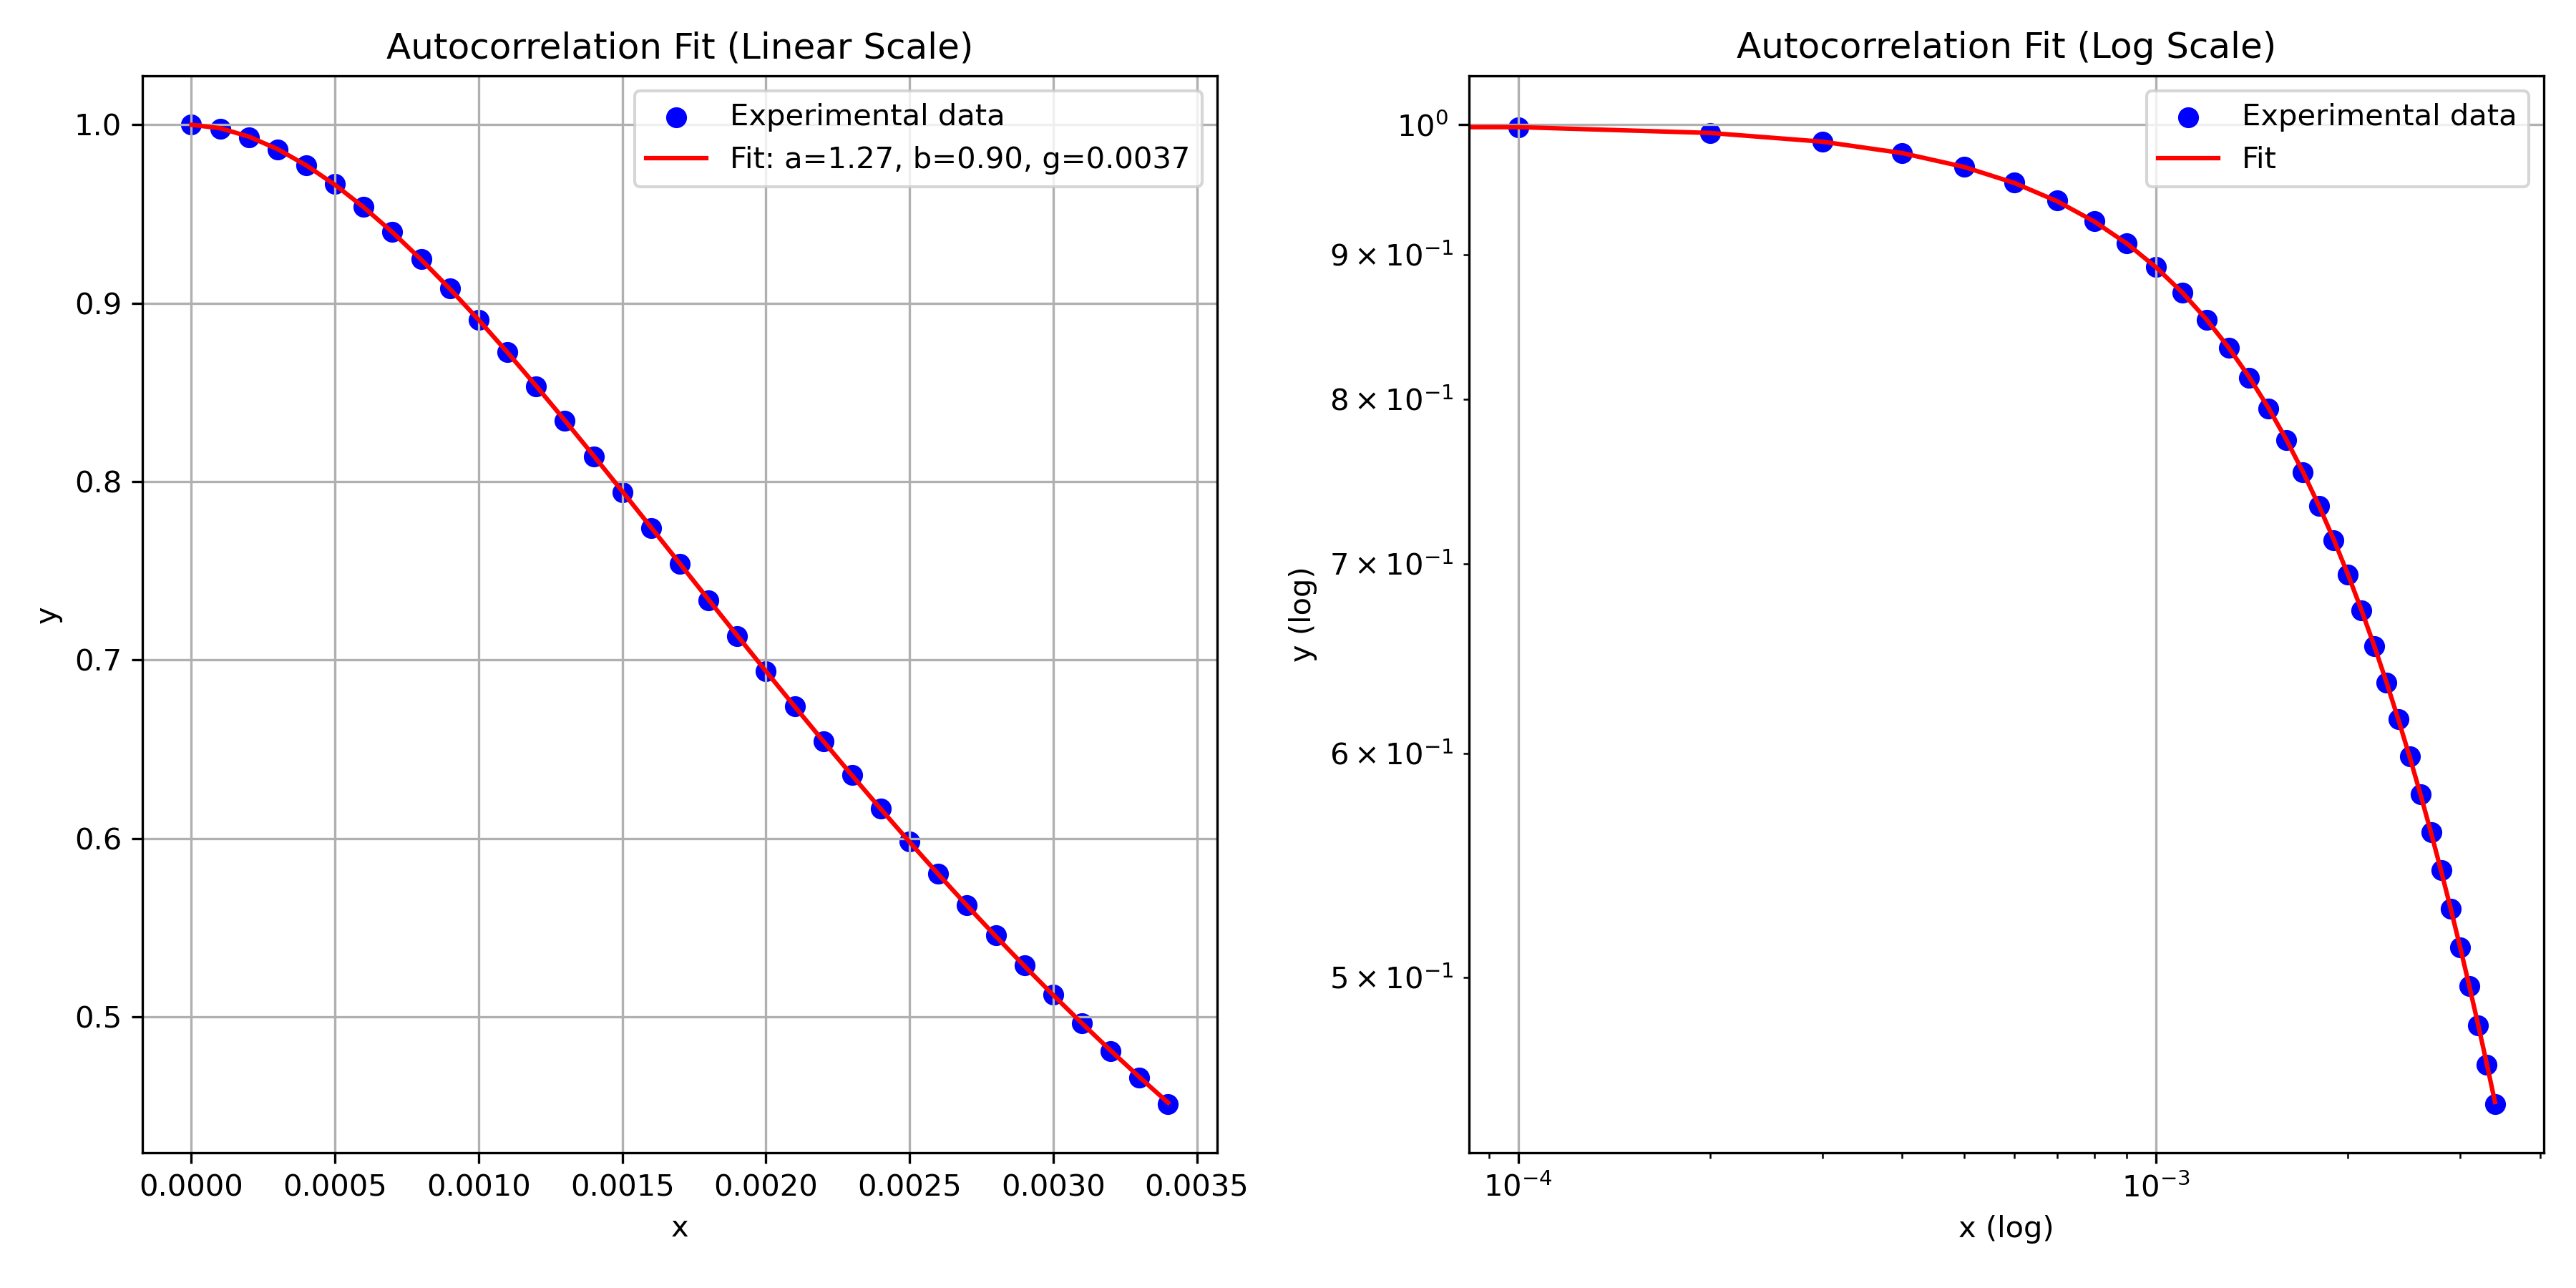 Autocorrelation Fit (Linear Scale)
Experimental data
Fit: a=1.27, b=0.90, g=0.0037
1.0
0.9
0.8
0.7
0.6
0.5
y
0.0000 0.0005 0.0010 0.0015 0.0020 0.0025 0.0030 0.0035
x
Autocorrelation Fit (Log Scale)
Experimental data
Fit
10⁰
9 × 10⁻¹
8 × 10⁻¹
7 × 10⁻¹
6 × 10⁻¹
5 × 10⁻¹
y (log)
10⁻⁴ 10⁻³
x (log)